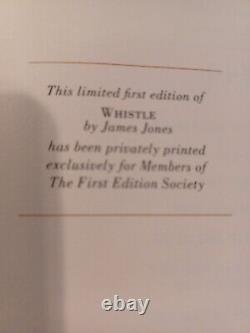 This limited first edition of
WHISTLE
by James Jones
has been privately printed
exclusively for Members of
The First Edition Society
ebay